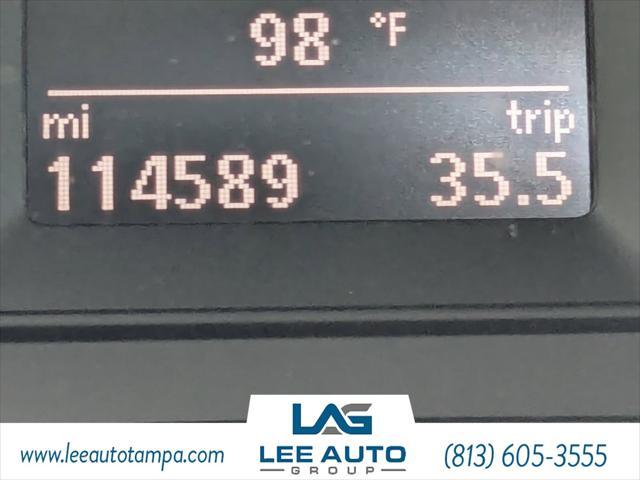 98 °F
mi trip
114589 35.5
LAG
LEE AUTO
GROUP
www.leeautotampa.com (813) 605-3555